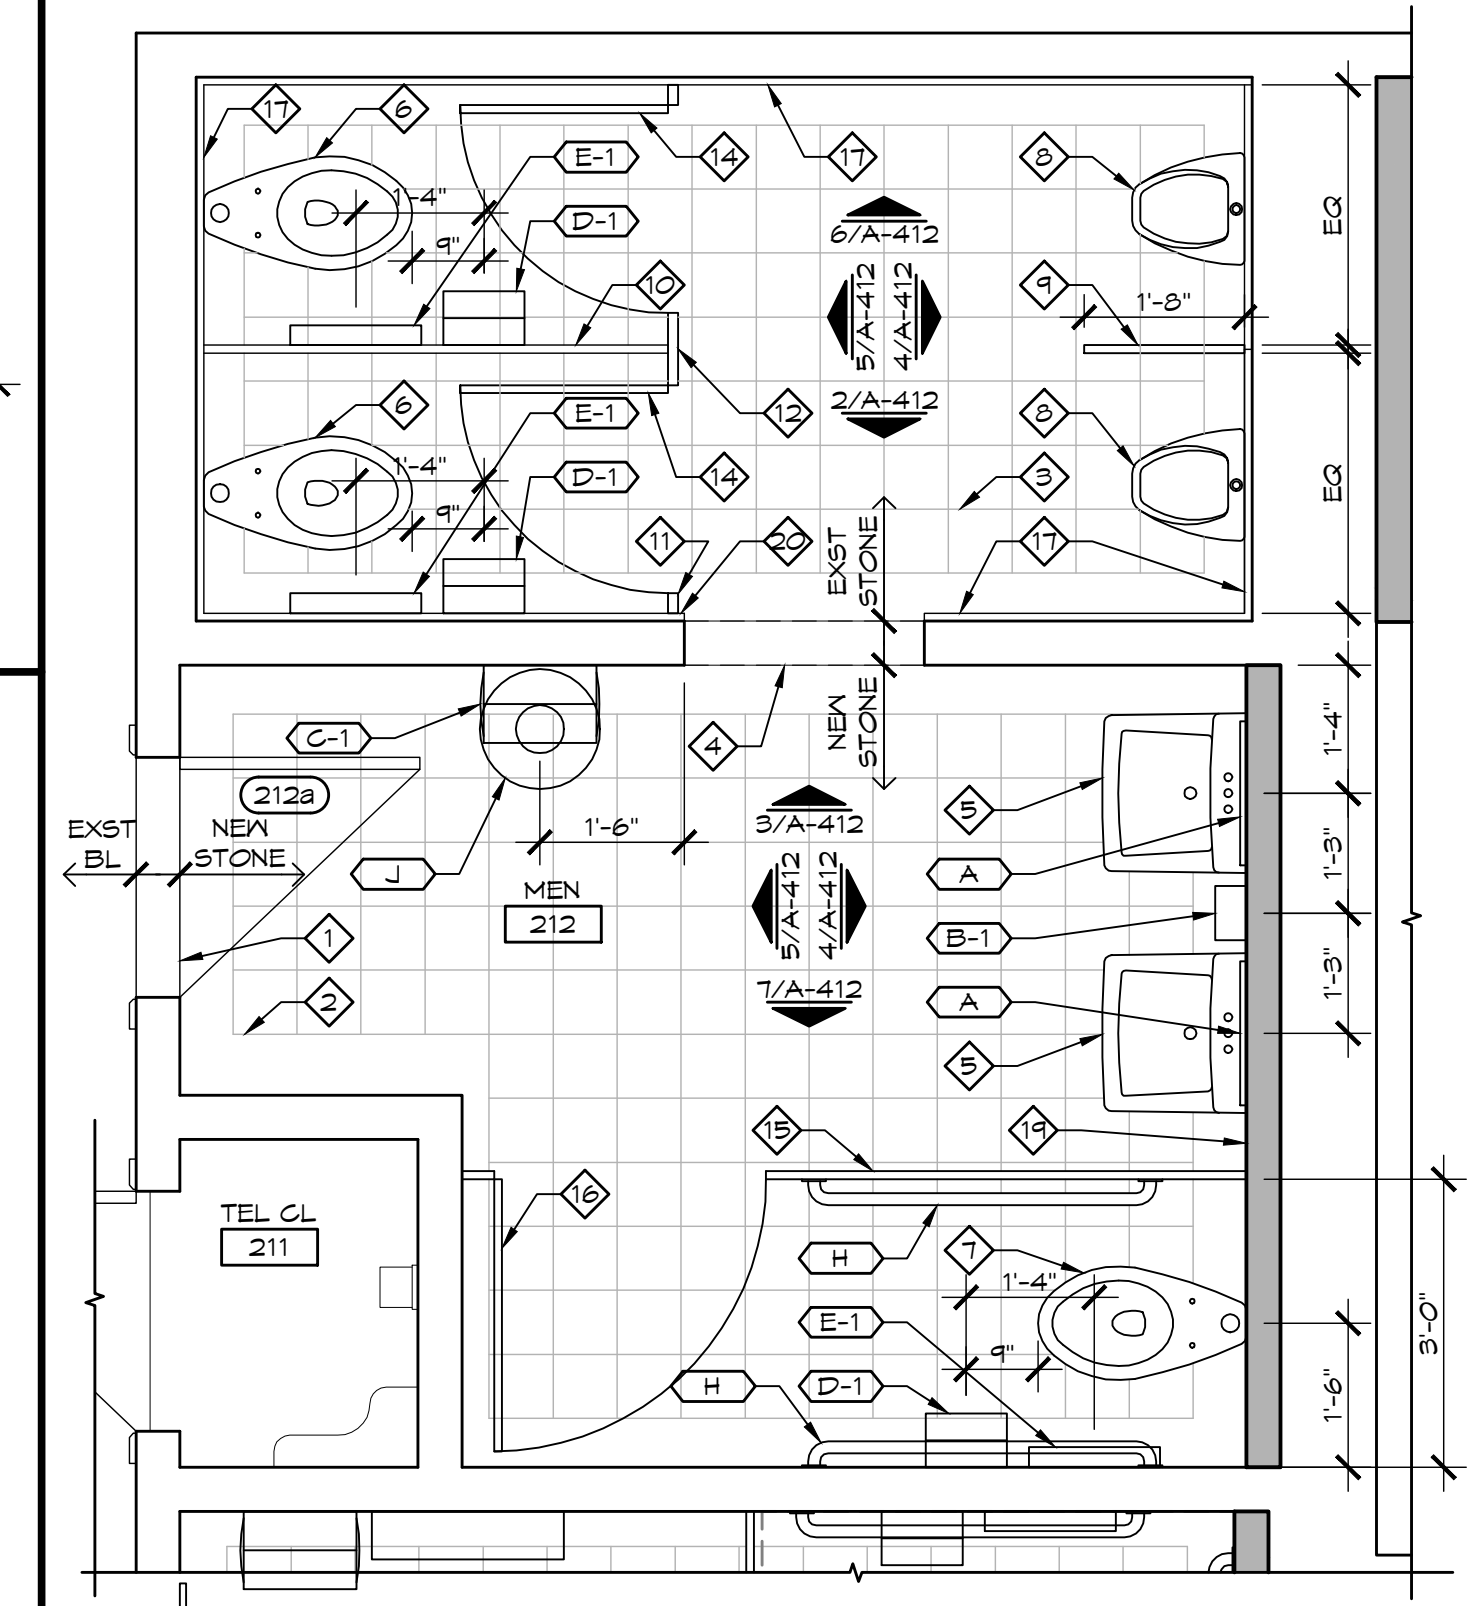 17
6
E-1
14
17
8
1'-4"
D-1
6/A-412
EQ
9"
10
5/A-412
4/A-412
9
1'-8"
6
E-1
12
2/A-412
8
1'-4"
D-1
14
3
EQ
9"
11
20
EXST
STONE
17
C-1
4
NEW
STONE
1'-4"
212a
5
EXST
BL
NEW
STONE
1'-6"
3/A-412
J
A
1'-3"
MEN
212
5/A-412
4/A-412
1
B-1
2
7/A-412
A
1'-3"
5
15
19
16
TEL CL
211
H
7
1'-4"
E-1
3'-0"
9"
H
D-1
1'-6"